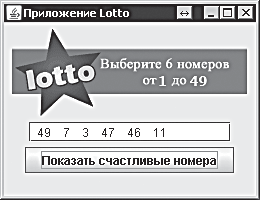 Приложение Lotto
lotto
Выберите 6 номеров
от 1 до 49
49 7 3 47 46 11
Показать счастливые номера